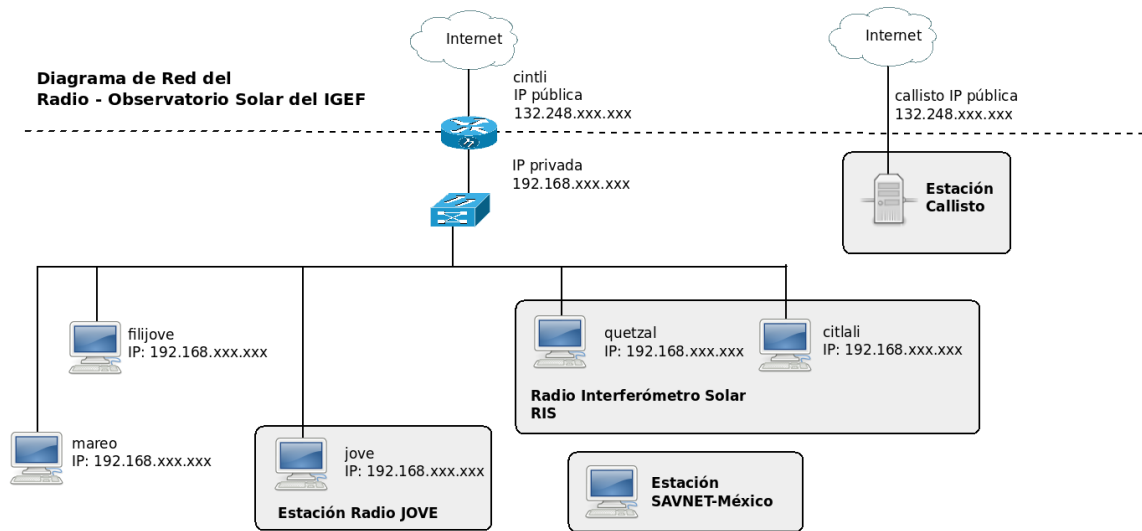 Internet
Internet
Diagrama de Red del
Radio - Observatorio Solar del IGEF
cintli
IP pública
132.248.xxx.xxx
callisto IP pública
132.248.xxx.xxx
IP privada
192.168.xxx.xxx
Estación
Callisto
filijove
IP: 192.168.xxx.xxx
quetzal
IP: 192.168.xxx.xxx
citlali
IP: 192.168.xxx.xxx
Radio Interferómetro Solar
RIS
mareo
IP: 192.168.xxx.xxx
jove
IP: 192.168.xxx.xxx
Estación Radio JOVE
Estación
SAVNET-México